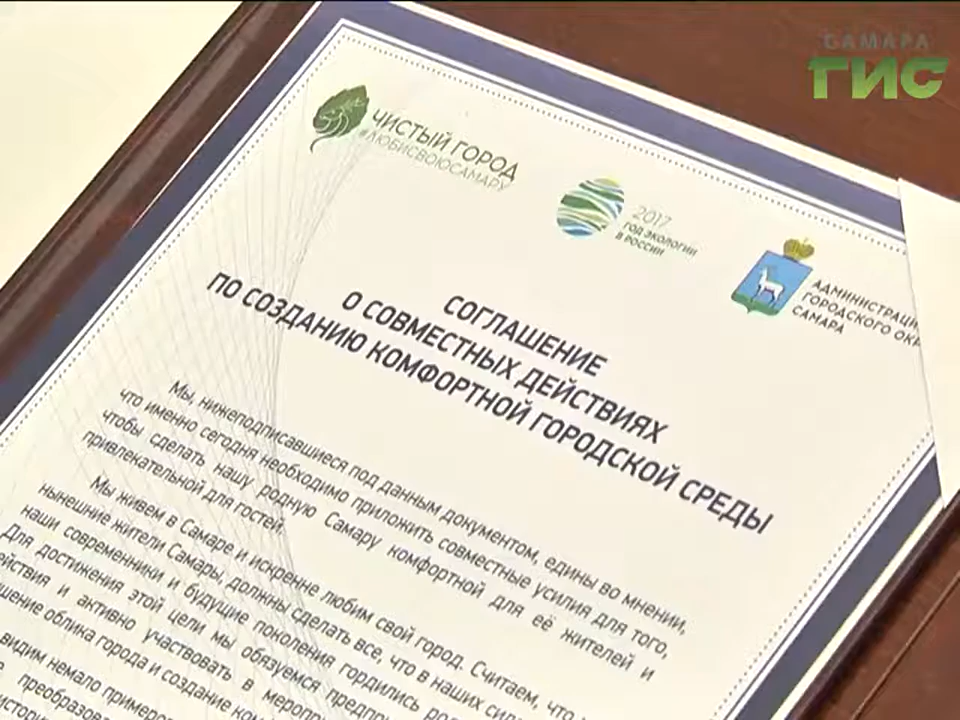 САМАРА
ГИС
ЧИСТЫЙ ГОРОД
#ЛЮБИСВОЮСАМАРУ
2017
ГОД ЭКОЛОГИИ
В РОССИИ
АДМИНИСТРАЦИ
ГОРОДСКОГО ОКР
САМАРА
СОГЛАШЕНИЕ
О СОВМЕСТНЫХ ДЕЙСТВИЯХ
ПО СОЗДАНИЮ КОМФОРТНОЙ ГОРОДСКОЙ СРЕДЫ
Мы, нижеподписавшиеся под данным документом, едины во мнении,
что именно сегодня необходимо приложить совместные усилия для того,
чтобы сделать нашу родную Самару комфортной для её жителей и
привлекательной для гостей.
Мы живем в Самаре и искренне любим свой город. Считаем, что
нынешние жители Самары, должны сделать все, что в наших сила
наши современники и будущие поколения гордились
Для достижения этой цели мы обязуемся
ействия и активно участвовать в
шение облика города и создание
видим немало
преобразова